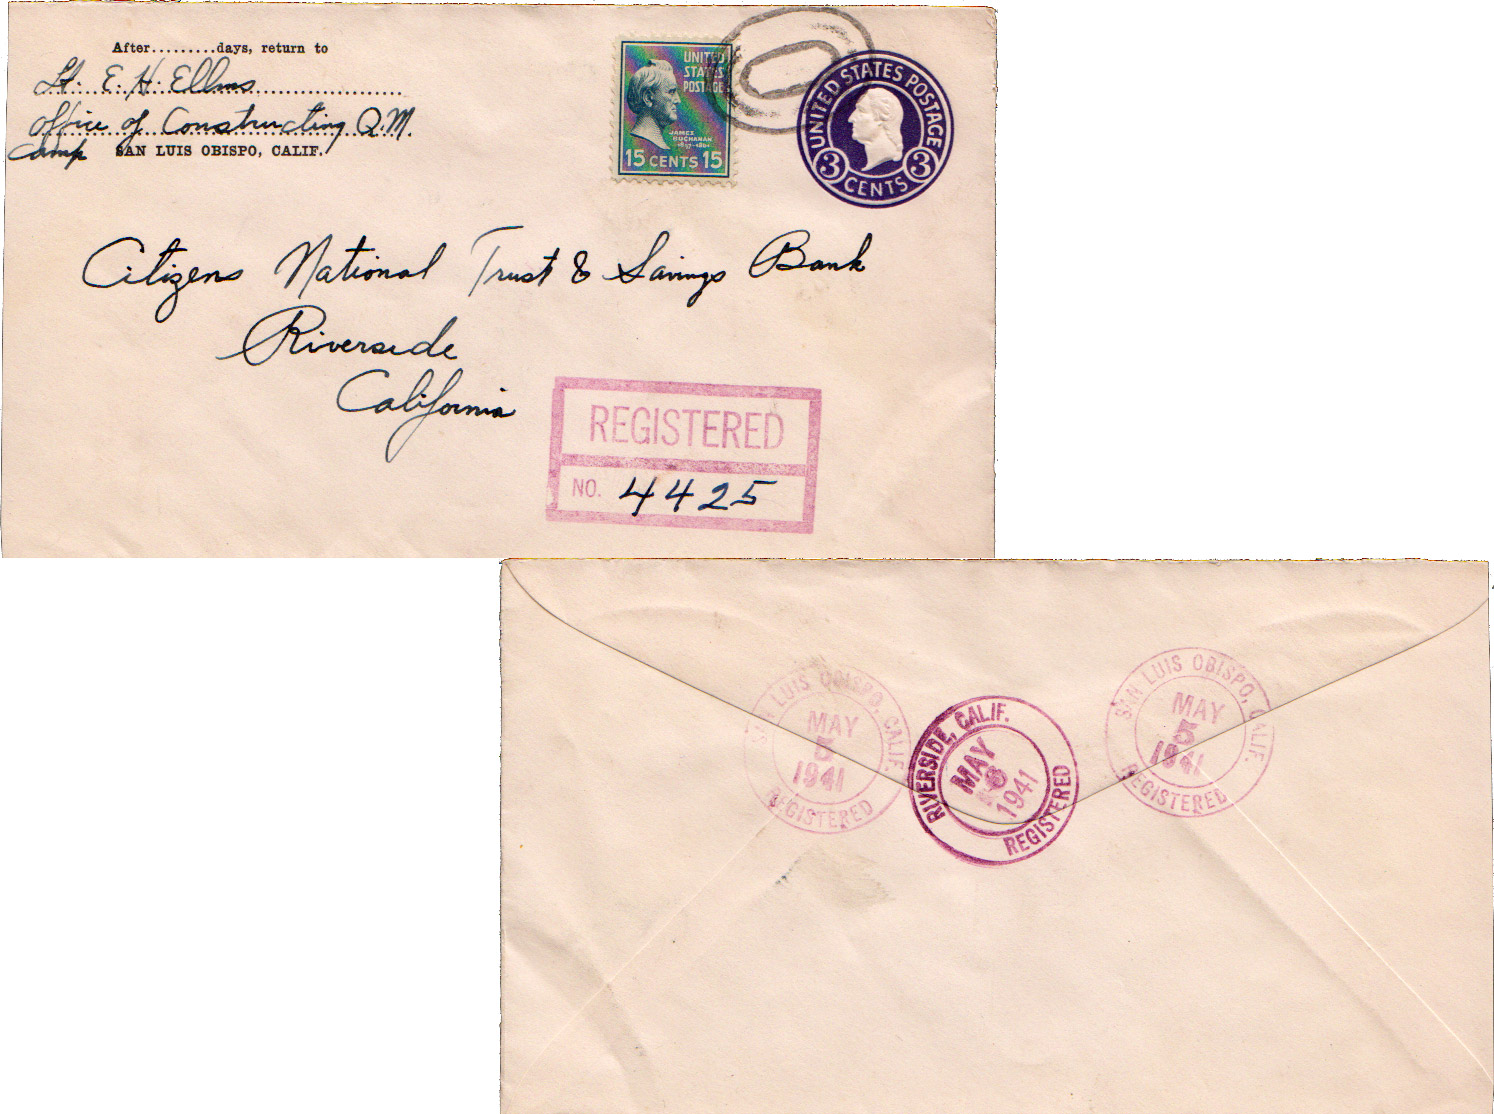 After.........days, return to
Lt. E. H. Ellms
Office of Constructing Q.M.
Camp SAN LUIS OBISPO, CALIF.
UNITED
STATES
POSTAGE
JAMES
BUCHANAN
1857-1861
15 CENTS 15
UNITED STATES POSTAGE
3 CENTS 3
Citizens National Trust & Savings Bank
Riverside
California
REGISTERED
NO. 4425
SAN LUIS OBISPO, CALIF.
MAY
5
1941
REGISTERED
RIVERSIDE, CALIF.
MAY
6
1941
REGISTERED
SAN LUIS OBISPO, CALIF.
MAY
5
1941
REGISTERED